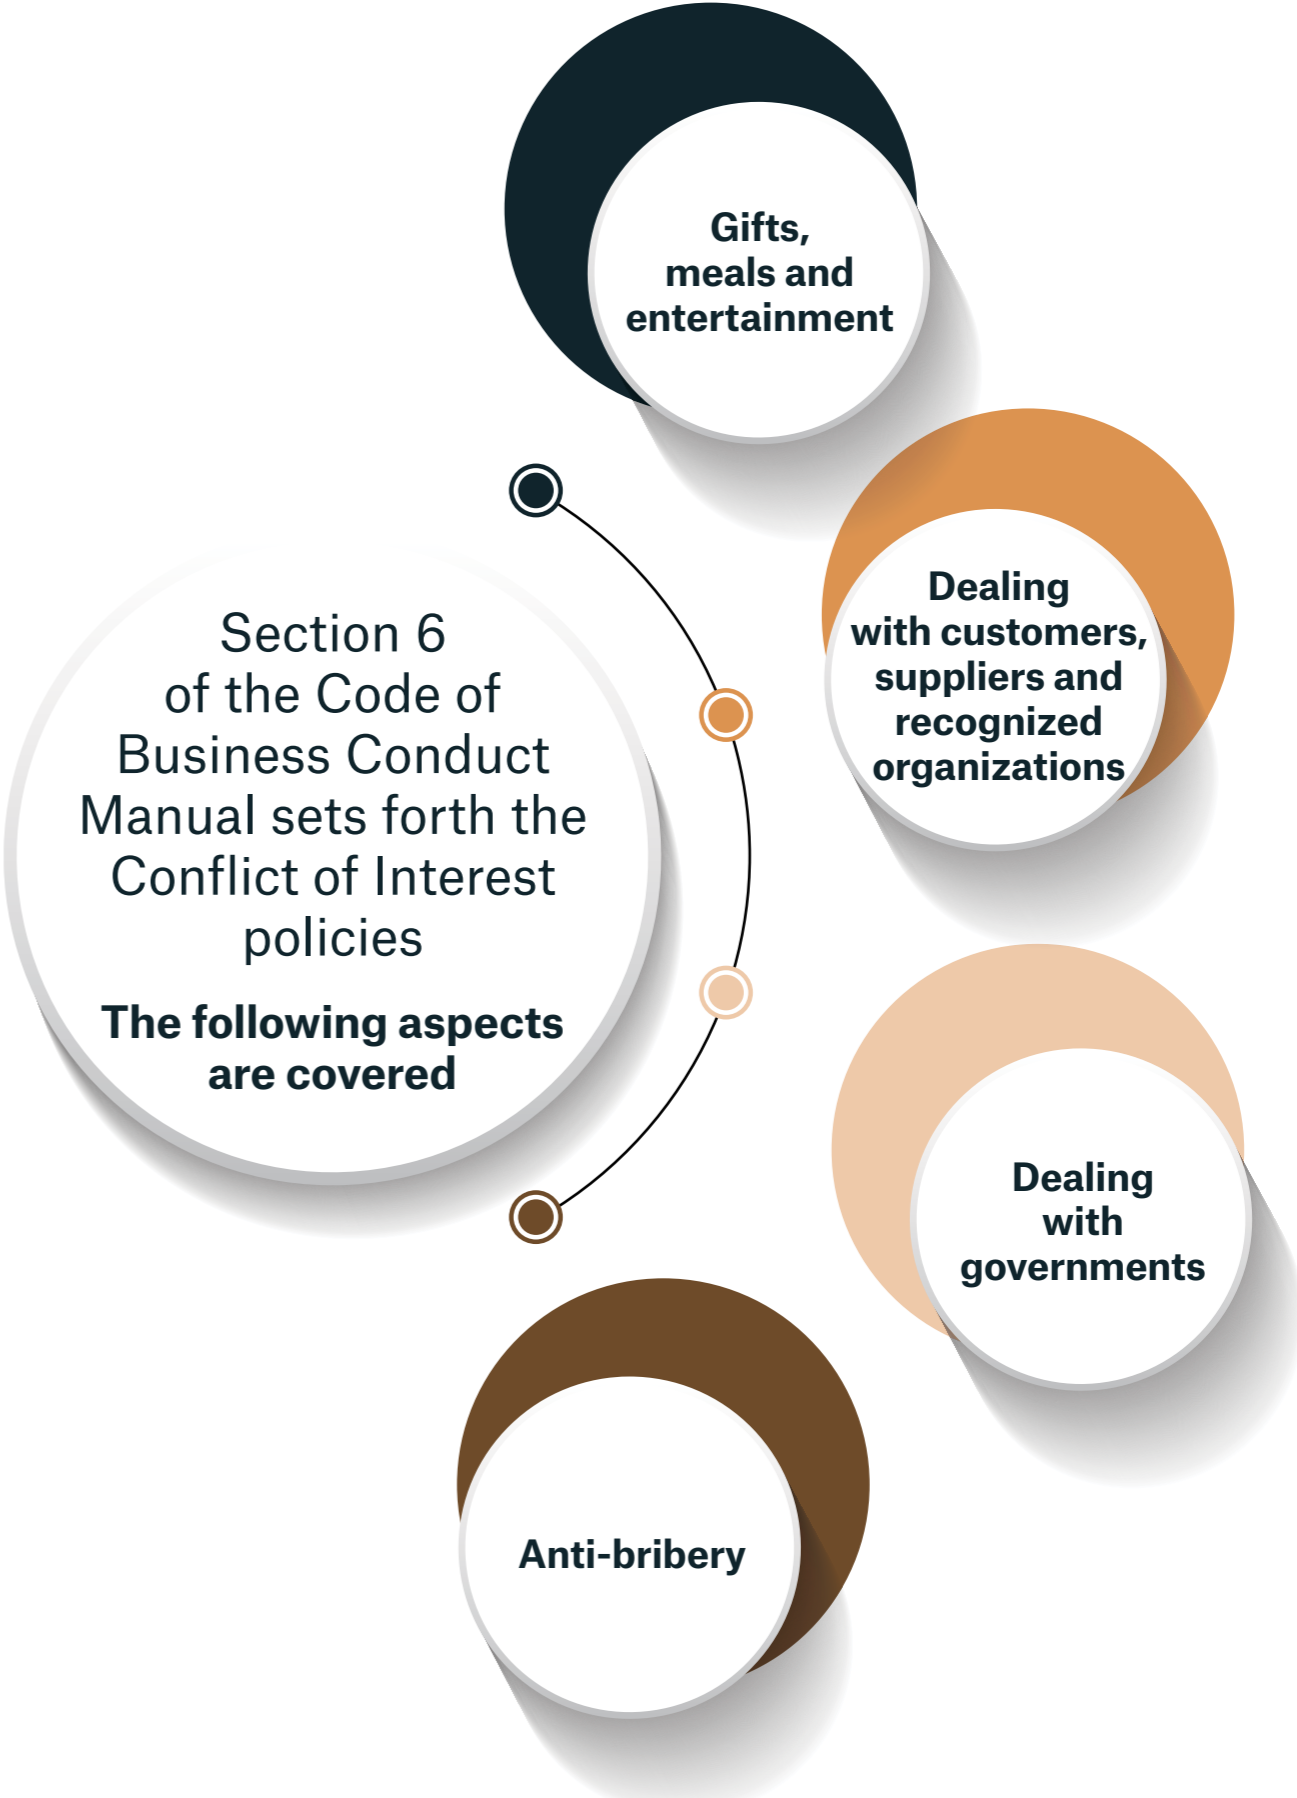 Section 6
of the Code of
Business Conduct
Manual sets forth the
Conflict of Interest
policies
The following aspects
are covered
Gifts,
meals and
entertainment
Dealing
with customers,
suppliers and
recognized
organizations
Dealing
with
governments
Anti-bribery